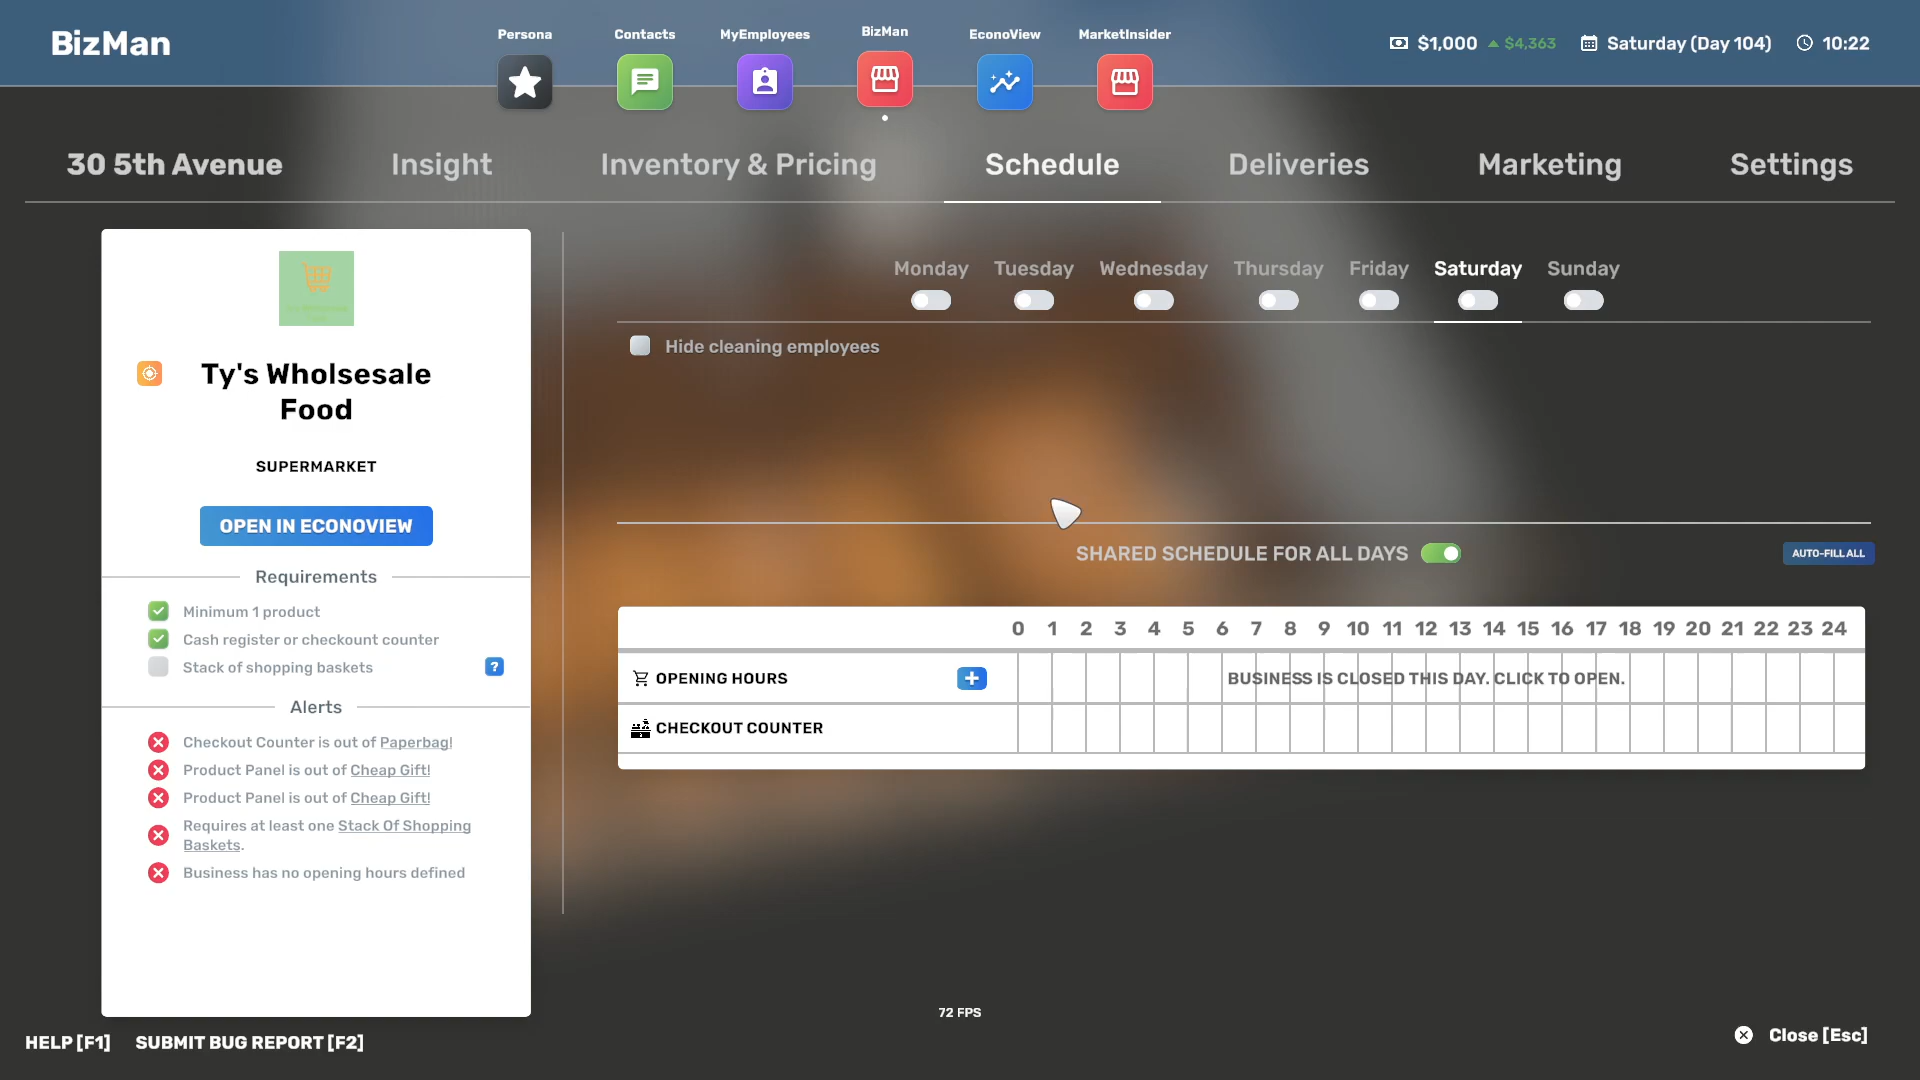 BizMan
Persona
Contacts
MyEmployees
BizMan
EconoView
MarketInsider
$1,000 $4,363 Saturday (Day 104) 10:22
30 5th Avenue
Insight
Inventory & Pricing
Schedule
Deliveries
Marketing
Settings
Ty's Wholsesale
Food
SUPERMARKET
OPEN IN ECONOVIEW
Requirements
Minimum 1 product
Cash register or checkount counter
Stack of shopping baskets
?
Alerts
Checkout Counter is out of Paperbag!
Product Panel is out of Cheap Gift!
Product Panel is out of Cheap Gift!
Requires at least one Stack Of Shopping
Baskets.
Business has no opening hours defined
Monday Tuesday Wednesday Thursday Friday Saturday Sunday
Hide cleaning employees
SHARED SCHEDULE FOR ALL DAYS
AUTO-FILL ALL
0 1 2 3 4 5 6 7 8 9 10 11 12 13 14 15 16 17 18 19 20 21 22 23 24
OPENING HOURS
BUSINESS IS CLOSED THIS DAY. CLICK TO OPEN.
CHECKOUT COUNTER
72 FPS
HELP [F1] SUBMIT BUG REPORT [F2]
Close [Esc]